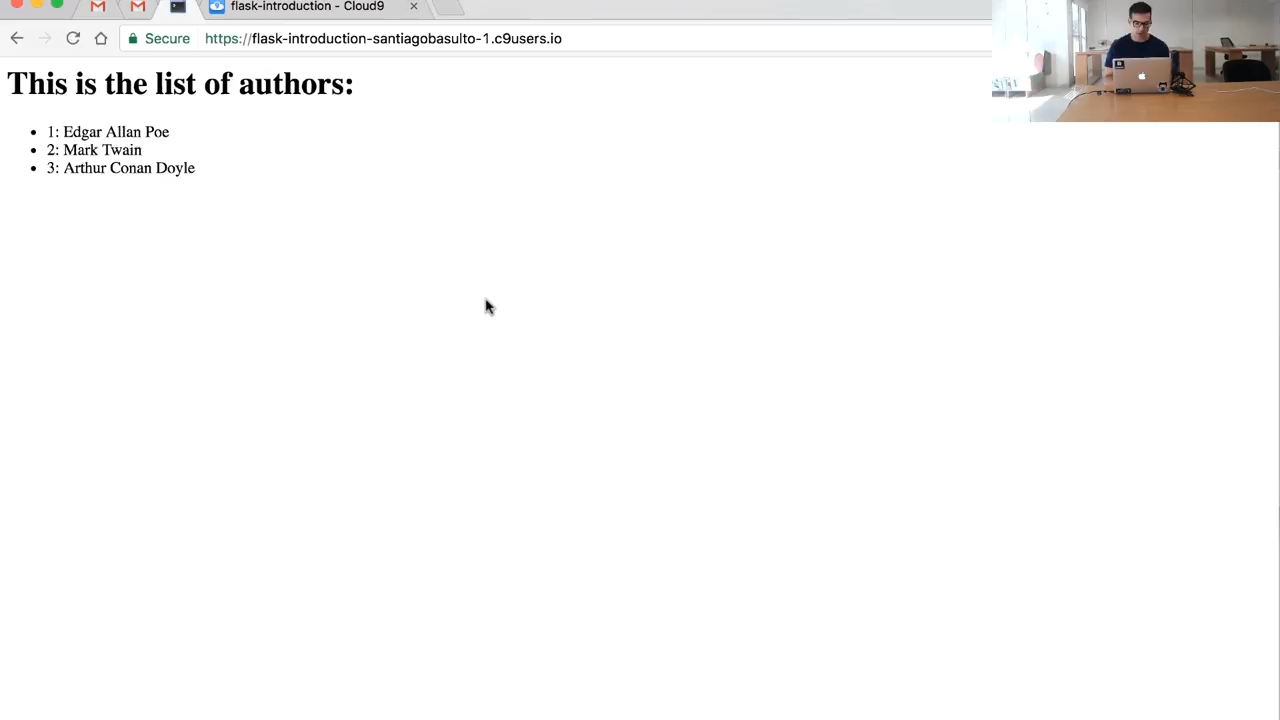 flask-introduction - Cloud9
Secure https://flask-introduction-santiagobasulto-1.c9users.io
This is the list of authors:
1: Edgar Allan Poe
2: Mark Twain
3: Arthur Conan Doyle